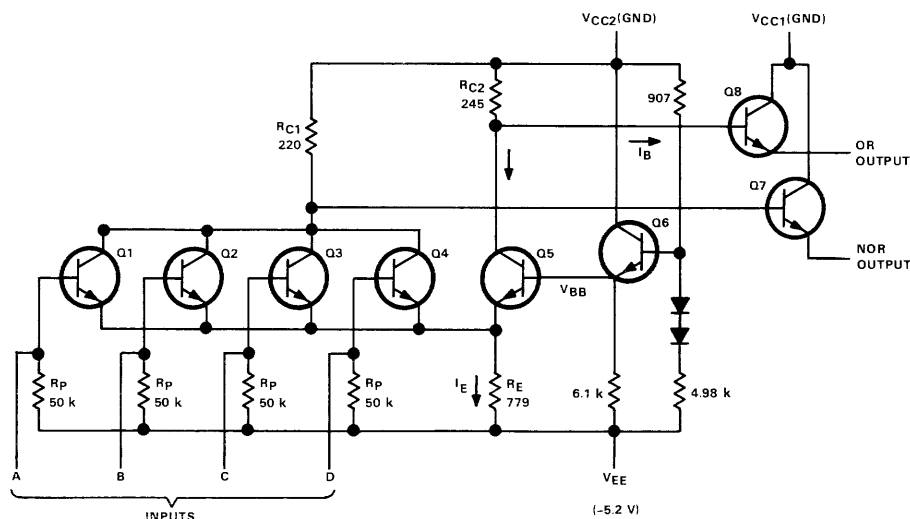 VCC2(GND)
VCC1(GND)
RC2
245
907
Q8
RC1
220
IB
OR
OUTPUT
Q7
Q1
Q2
Q3
Q4
Q5
Q6
VBB
NOR
OUTPUT
RP
50 k
RP
50 k
RP
50 k
RP
50 k
IE
RE
779
6.1 k
4.98 k
A
B
C
D
VEE
(-5.2 V)
INPUTS